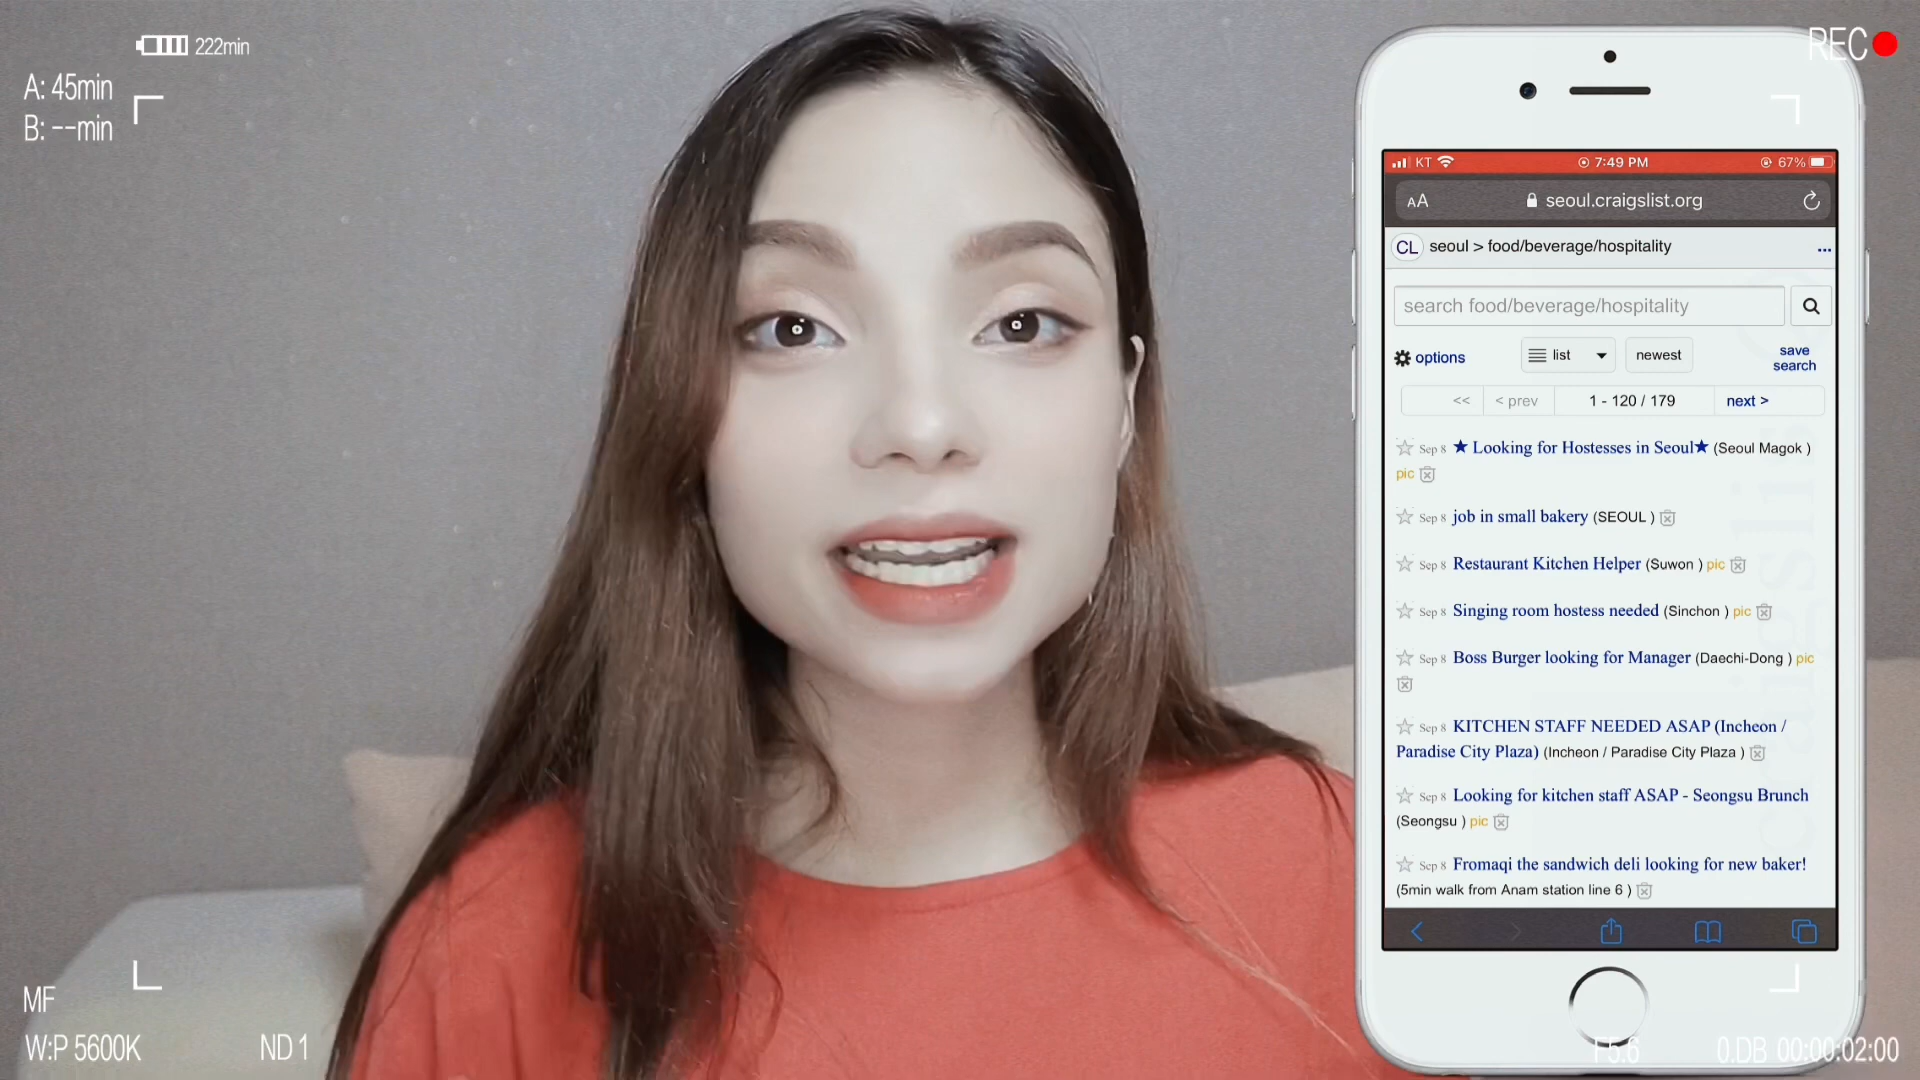 222min
REC
A: 45min
B: --min
KT 7:49 PM 67%
AA seoul.craigslist.org
CL seoul > food/beverage/hospitality ...
search food/beverage/hospitality
options list newest save search
<< < prev 1 - 120 / 179 next >
☆ Sep 8 ★ Looking for Hostesses in Seoul★ (Seoul Magok )
pic
☆ Sep 8 job in small bakery (SEOUL )
☆ Sep 8 Restaurant Kitchen Helper (Suwon ) pic
☆ Sep 8 Singing room hostess needed (Sinchon ) pic
☆ Sep 8 Boss Burger looking for Manager (Daechi-Dong ) pic
☆ Sep 8 KITCHEN STAFF NEEDED ASAP (Incheon /
Paradise City Plaza) (Incheon / Paradise City Plaza )
☆ Sep 8 Looking for kitchen staff ASAP - Seongsu Brunch
(Seongsu ) pic
☆ Sep 8 Fromaqi the sandwich deli looking for new baker!
(5min walk from Anam station line 6 )
MF
W:P 5600K ND 1 F5.6 0.DB 00:00:02:00